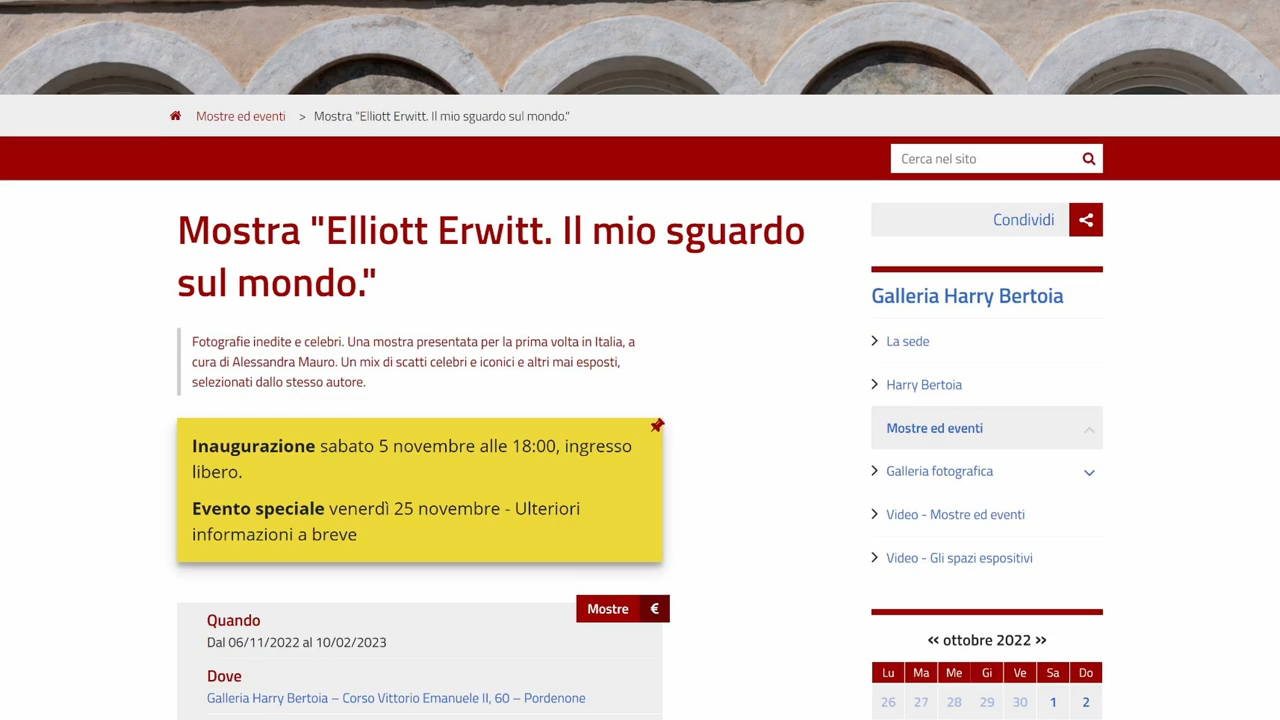 Mostre ed eventi > Mostra "Elliott Erwitt. Il mio sguardo sul mondo."
Cerca nel sito
Mostra "Elliott Erwitt. Il mio sguardo
sul mondo."
Fotografie inedite e celebri. Una mostra presentata per la prima volta in Italia, a
cura di Alessandra Mauro. Un mix di scatti celebri e iconici e altri mai esposti,
selezionati dallo stesso autore.
Inaugurazione sabato 5 novembre alle 18:00, ingresso
libero.
Evento speciale venerdì 25 novembre - Ulteriori
informazioni a breve
Mostre €
Quando
Dal 06/11/2022 al 10/02/2023
Dove
Galleria Harry Bertoia – Corso Vittorio Emanuele II, 60 – Pordenone
Condividi
Galleria Harry Bertoia
La sede
Harry Bertoia
Mostre ed eventi
Galleria fotografica
Video - Mostre ed eventi
Video - Gli spazi espositivi
« ottobre 2022 »
Lu Ma Me Gi Ve Sa Do
26 27 28 29 30 1 2